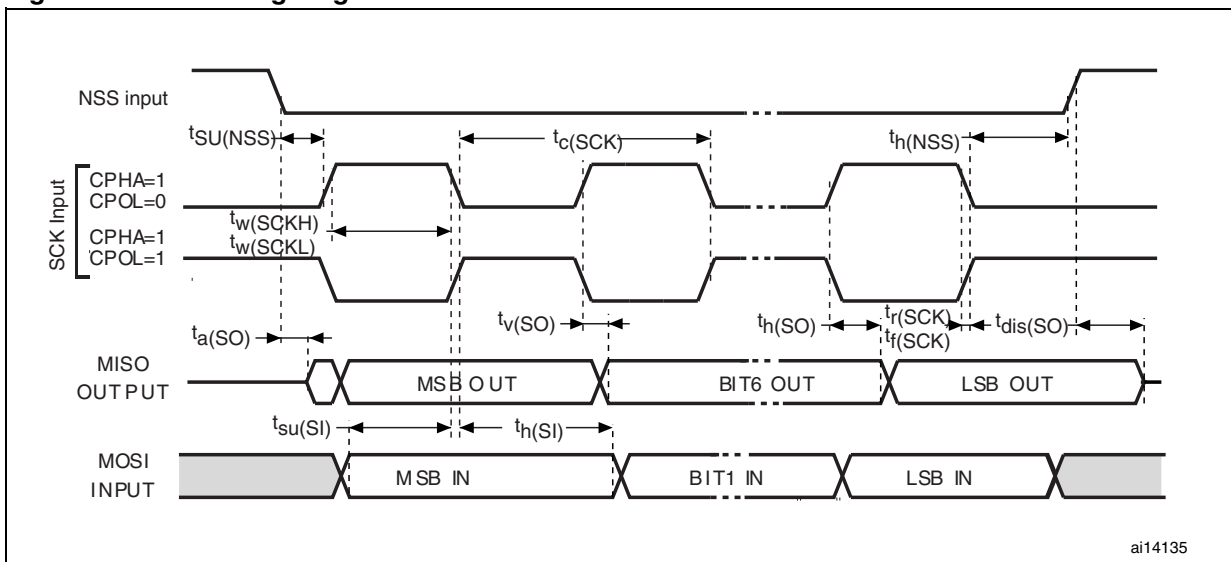 NSS input
tSU(NSS)
tc(SCK)
th(NSS)
SCK Input
CPHA=1
CPOL=0
tw(SCKH)
CPHA=1
tw(SCKL)
CPOL=1
ta(SO)
tv(SO)
th(SO)
tr(SCK)
tf(SCK)
tdis(SO)
MISO
OUTPUT
MSB OUT
BIT6 OUT
LSB OUT
tsu(SI)
th(SI)
MOSI
INPUT
MSB IN
BIT1 IN
LSB IN
ai14135